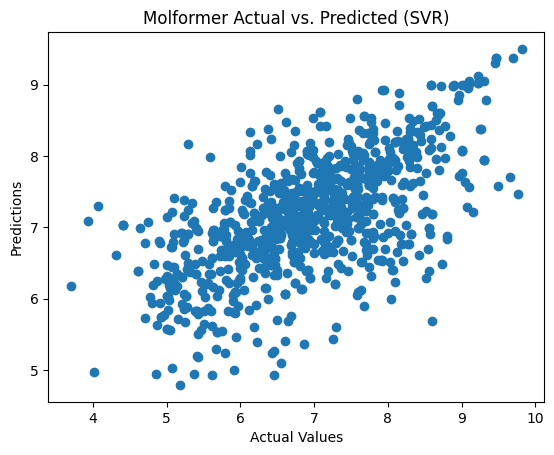 Molformer Actual vs. Predicted (SVR)
9
8
7
6
5
Predictions
4 5 6 7 8 9 10
Actual Values